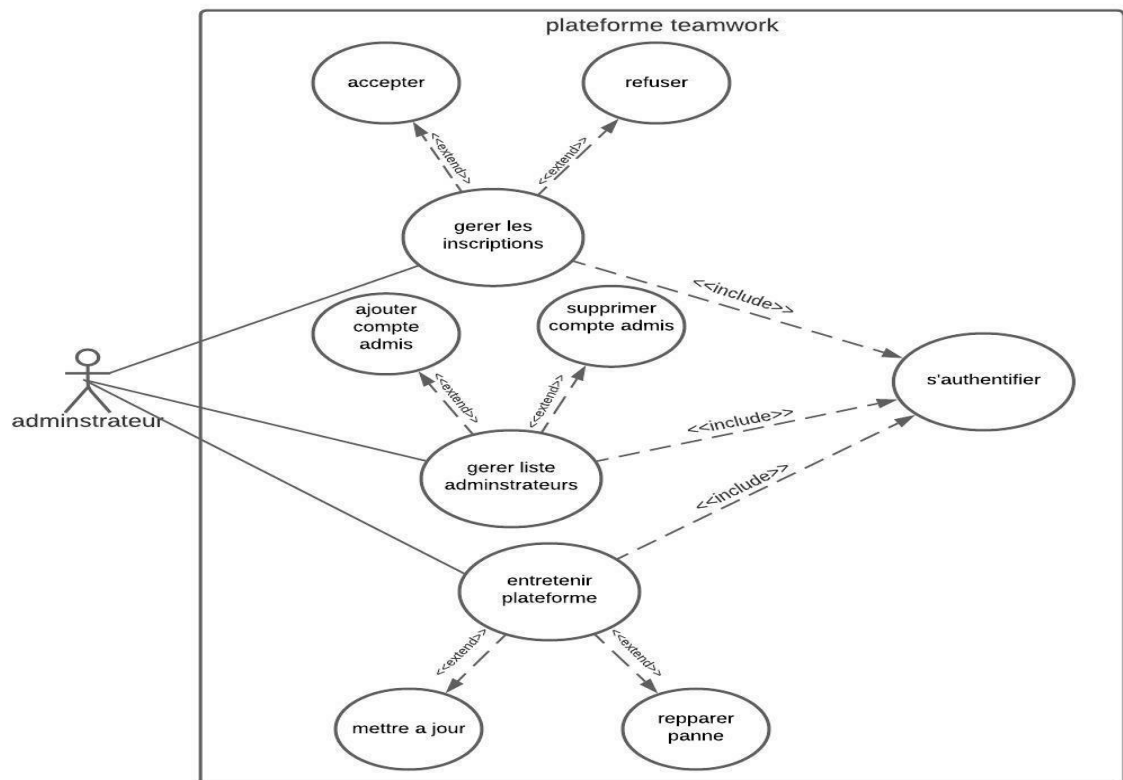 plateforme teamwork
accepter
refuser
<<extend>>
<<extend>>
gerer les
inscriptions
<<include>>
ajouter
compte
admis
supprimer
compte admis
s'authentifier
adminstrateur
<<extend>>
<<extend>>
<<include>>
gerer liste
adminstrateurs
<<include>>
entretenir
plateforme
<<extend>>
<<extend>>
mettre a jour
repparer
panne